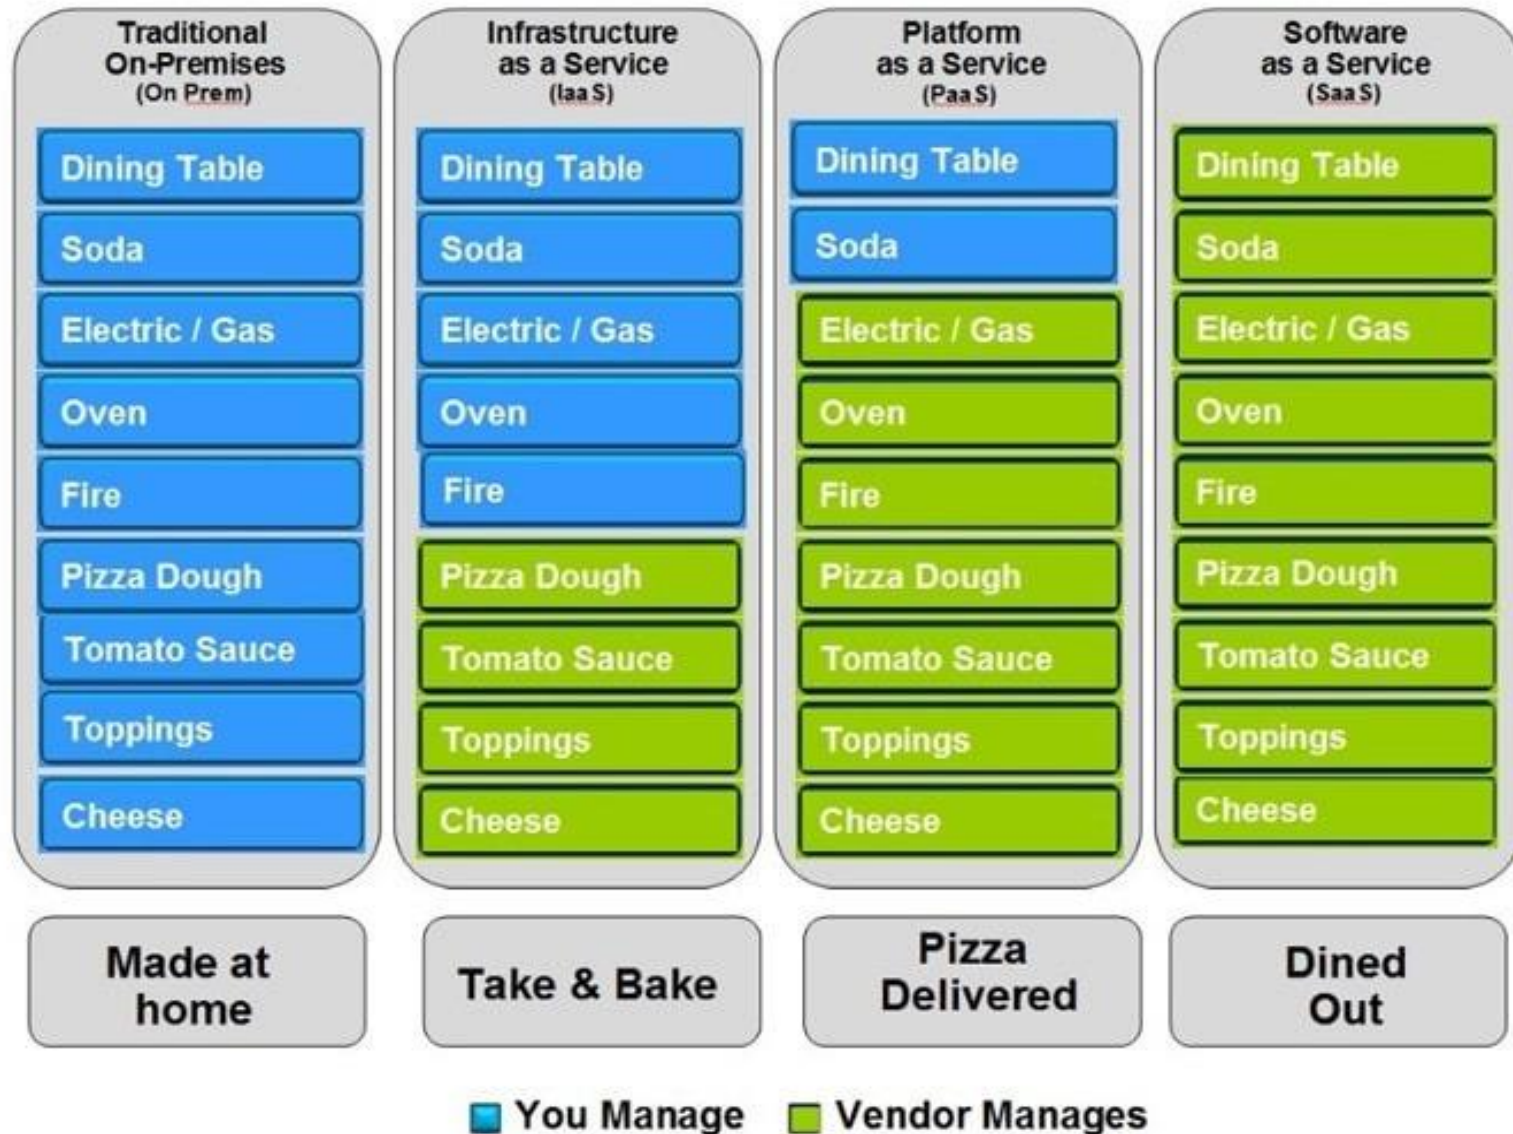 Traditional
On-Premises
(On Prem)
Dining Table
Soda
Electric / Gas
Oven
Fire
Pizza Dough
Tomato Sauce
Toppings
Cheese
Made at
home
Infrastructure
as a Service
(IaaS)
Dining Table
Soda
Electric / Gas
Oven
Fire
Pizza Dough
Tomato Sauce
Toppings
Cheese
Take & Bake
Platform
as a Service
(PaaS)
Dining Table
Soda
Electric / Gas
Oven
Fire
Pizza Dough
Tomato Sauce
Toppings
Cheese
Pizza
Delivered
Software
as a Service
(SaaS)
Dining Table
Soda
Electric / Gas
Oven
Fire
Pizza Dough
Tomato Sauce
Toppings
Cheese
Dined
Out
You Manage
Vendor Manages